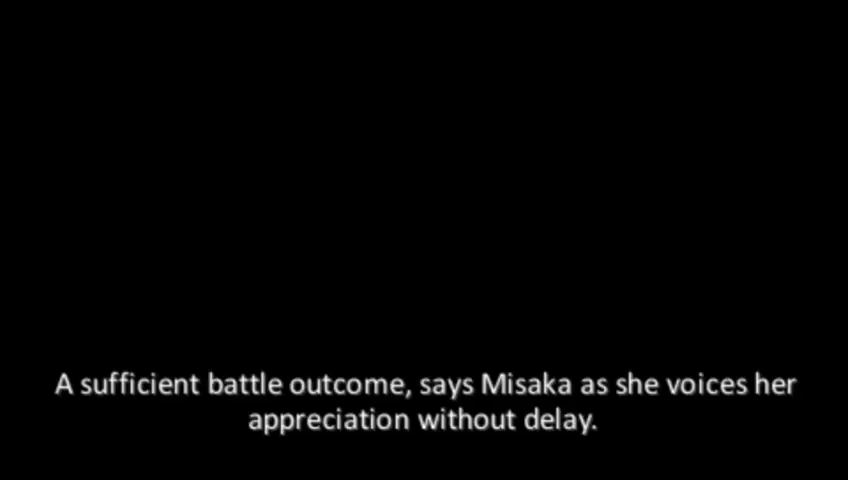 A sufficient battle outcome, says Misaka as she voices her
appreciation without delay.